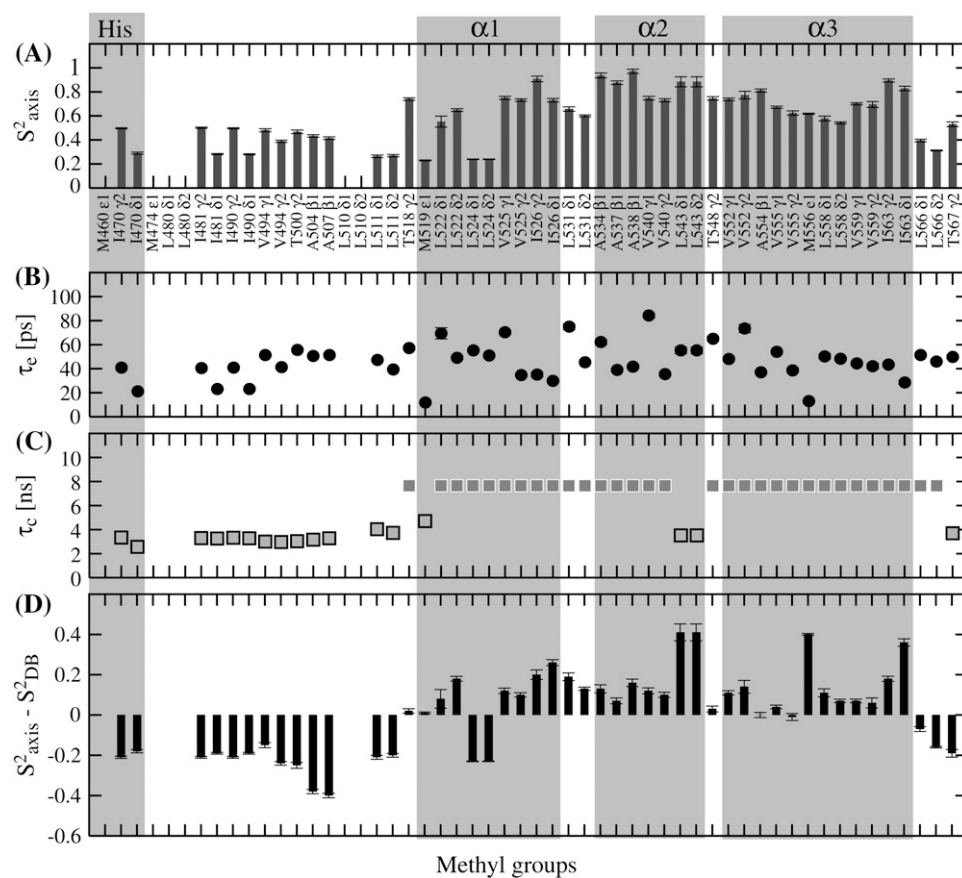 His α1 α2 α3
(A)
S²axis
1
0.8
0.6
0.4
0.2
0
M460 ε1
I470 γ2
I470 δ1
M474 ε1
L480 δ1
L480 δ2
I481 γ2
I481 δ1
I490 γ2
I490 δ1
V494 γ1
V494 γ2
T500 γ2
A504 β1
A507 β1
L510 δ1
L510 δ2
L511 δ1
L511 δ2
T518 γ2
M519 ε1
L522 δ1
L522 δ2
L524 δ1
L524 δ2
V525 γ1
V525 γ2
I526 γ2
I526 δ1
L531 δ1
L531 δ2
A534 β1
A537 β1
A538 β1
V540 γ1
V540 γ2
L543 δ1
L543 δ2
T548 γ2
V552 γ1
V552 γ2
A554 β1
V555 γ1
V555 γ2
M556 ε1
L558 δ1
L558 δ2
V559 γ1
V559 γ2
I563 γ2
I563 δ1
L566 δ1
L566 δ2
T567 γ2
(B)
τe [ps]
100
80
60
40
20
0
(C)
τc [ns]
10
8
6
4
2
0
(D)
S²axis - S²DB
0.4
0.2
0
-0.2
-0.4
-0.6
Methyl groups